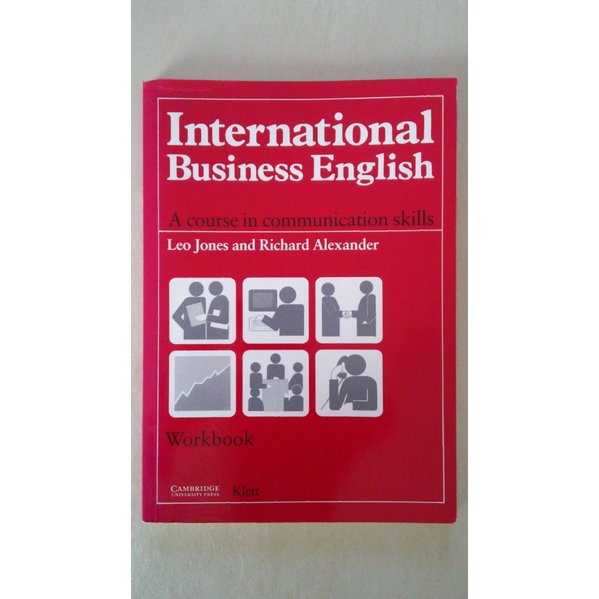 International
Business English
A course in communication skills
Leo Jones and Richard Alexander
Workbook
CAMBRIDGE
UNIVERSITY PRESS
Klett